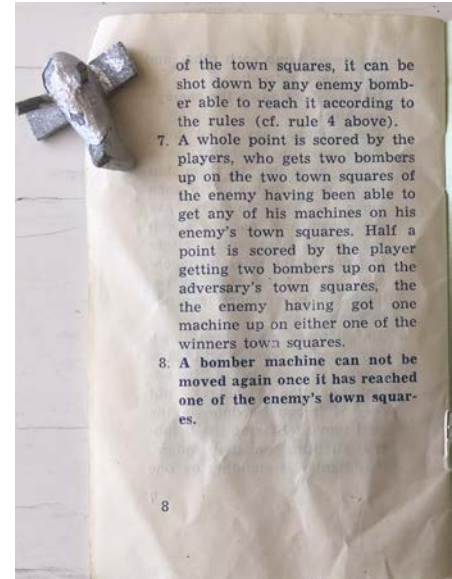 of the town squares, it can be
shot down by any enemy bomb-
er able to reach it according to
the rules (cf. rule 4 above).
7. A whole point is scored by the
players, who gets two bombers
up on the two town squares of
the enemy having been able to
get any of his machines on his
enemy's town squares. Half a
point is scored by the player
getting two bombers up on the
adversary's town squares, the
the enemy having got one
machine up on either one of the
winners town squares.
8. A bomber machine can not be
moved again once it has reached
one of the enemy's town squar-
es.
8